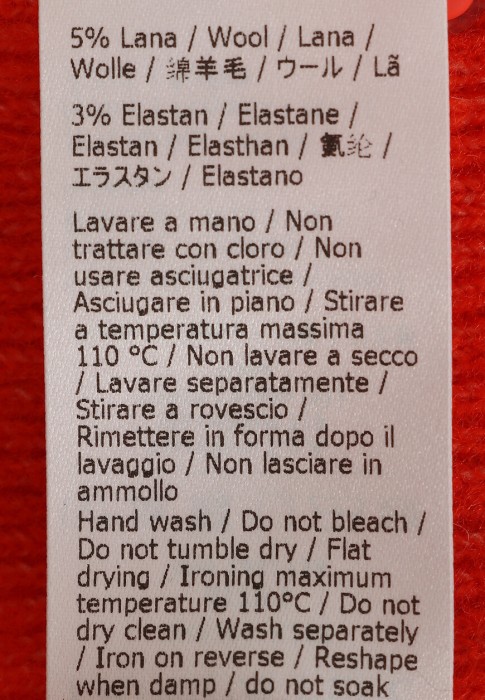 5% Lana / Wool / Lana /
Wolle / 綿羊毛 / ウール / Lã
3% Elastan / Elastane /
Elastan / Elasthan / 氨纶 /
エラスタン / Elastano
Lavare a mano / Non
trattare con cloro / Non
usare asciugatrice /
Asciugare in piano / Stirare
a temperatura massima
110 °C / Non lavare a secco
/ Lavare separatamente /
Stirare a rovescio /
Rimettere in forma dopo il
lavaggio / Non lasciare in
ammollo
Hand wash / Do not bleach /
Do not tumble dry / Flat
drying / Ironing maximum
temperature 110°C / Do not
dry clean / Wash separately
/ Iron on reverse / Reshape
when damp / do not soak